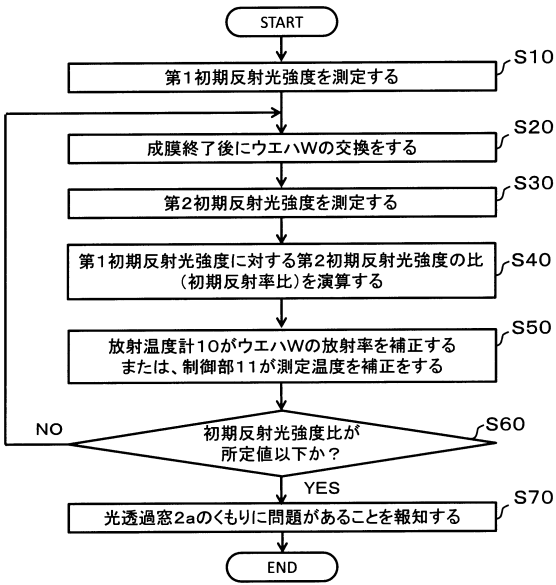 START
S10
第1初期反射光強度を測定する
S20
成膜終了後にウエハWの交換をする
S30
第2初期反射光強度を測定する
S40
第1初期反射光強度に対する第2初期反射光強度の比
(初期反射率比)を演算する
S50
放射温度計10がウエハWの放射率を補正する
または、制御部11が測定温度を補正をする
S60
初期反射光強度比が
所定値以下か?
NO
YES
S70
光透過窓2aのくもりに問題があることを報知する
END